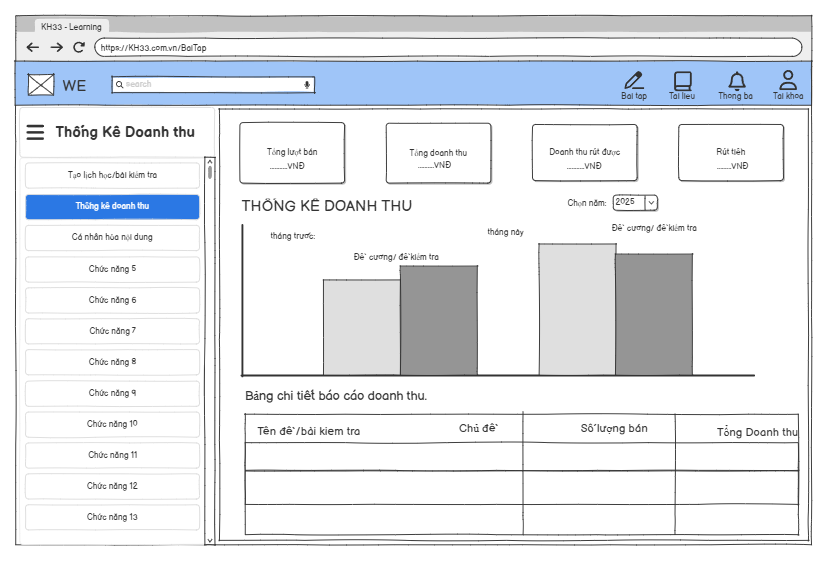 KH33 - Learning
https://KH33.com.vn/BaiTap
WE
search
Bai tap
Tai lieu
Thong ba
Tai khoa
Thống Kê Doanh thu
Tạo lịch học/bài kiểm tra
Thống kê doanh thu
Cá nhân hóa nội dung
Chức năng 5
Chức năng 6
Chức năng 7
Chức năng 8
Chức năng 9
Chức năng 10
Chức năng 11
Chức năng 12
Chức năng 13
Tổng lượt bán
.........VNĐ
Tổng doanh thu
.........VNĐ
Doanh thu rút được
.........VNĐ
Rút tiền
.........VNĐ
THỐNG KÊ DOANH THU
Chọn năm:
2025
tháng trước:
Đề cương/ đề kiểm tra
tháng này
Đề cương/ đề kiểm tra
Bảng chi tiết báo cáo doanh thu.
Tên đề/bài kiem tra
Chủ đề
Số lượng bán
Tổng Doanh thu